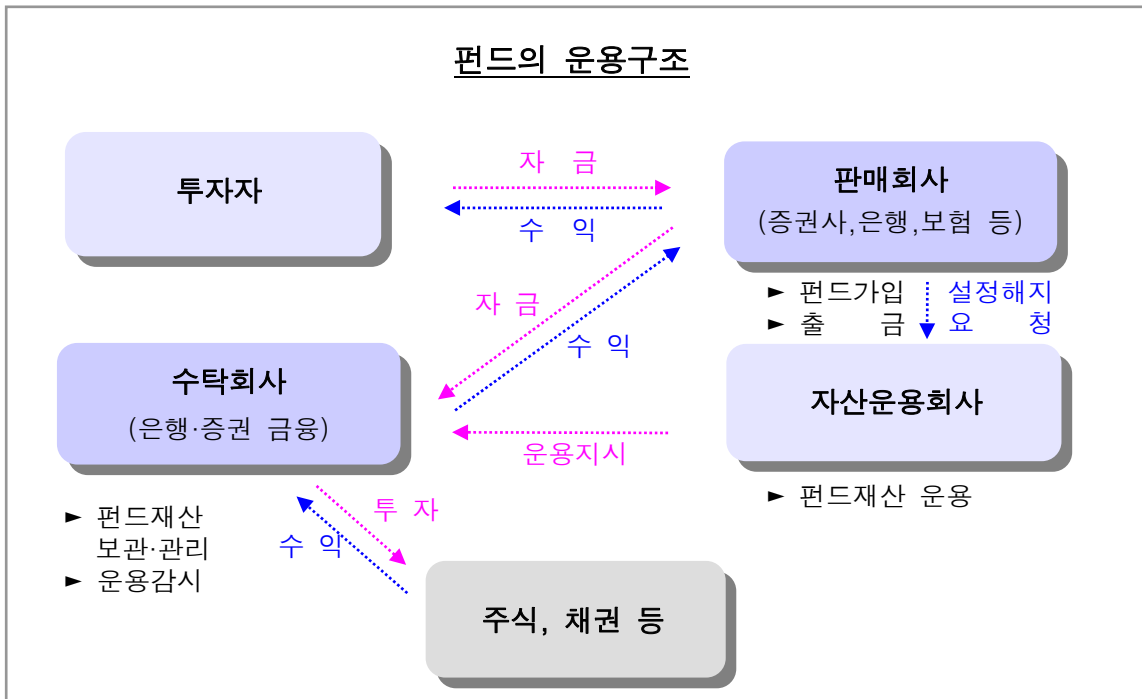 펀드의 운용구조
투자자
자 금
수 익
판매회사
(증권사,은행,보험 등)
► 펀드가입
► 출 금
설정해지
요 청
자 금
수 익
수탁회사
(은행·증권 금융)
자산운용회사
운용지시
► 펀드재산 운용
► 펀드재산
보관·관리
► 운용감시
투 자
수 익
주식, 채권 등